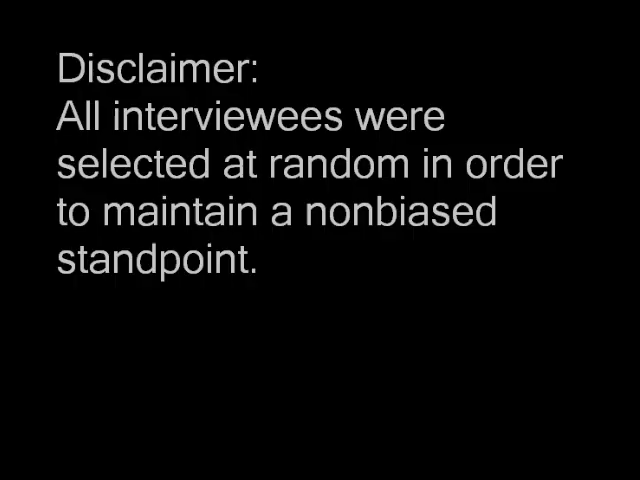 Disclaimer:
All interviewees were
selected at random in order
to maintain a nonbiased
standpoint.